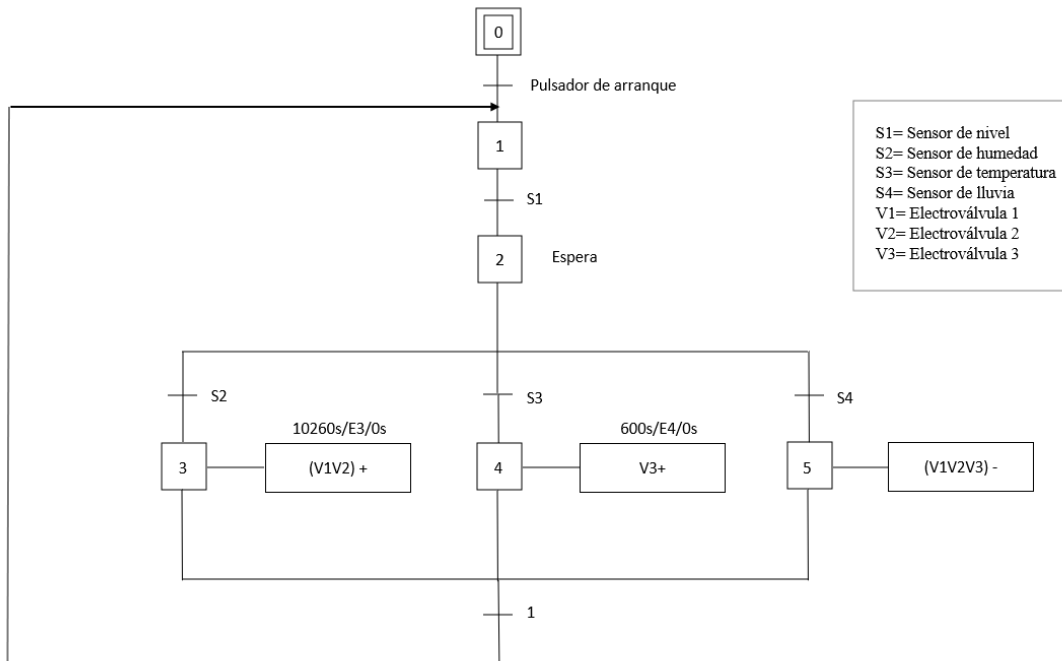 0
Pulsador de arranque
1
S1
2
Espera
S1= Sensor de nivel
S2= Sensor de humedad
S3= Sensor de temperatura
S4= Sensor de lluvia
V1= Electroválvula 1
V2= Electroválvula 2
V3= Electroválvula 3
S2
S3
S4
10260s/E3/0s
600s/E4/0s
3
(V1V2) +
4
V3+
5
(V1V2V3) -
1